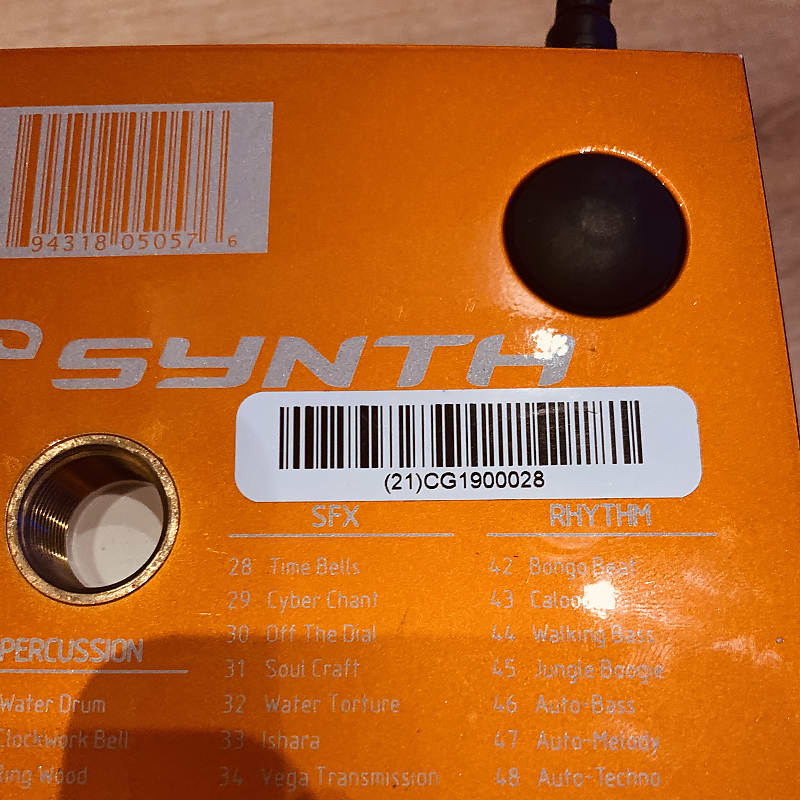 94318 05057 6
SYNTH
(21)CG1900028
SFX
28 Time Bells
29 Cyber Chant
30 Off The Dial
31 Soul Craft
32 Water Torture
33 Ishara
34 Vega Transmission
RHYTHM
42 Bongo Beat
43
44 Walking Bass
45 Jungle Boogie
46 Auto-Bass
47 Auto-Melody
48 Auto-Techno
PERCUSSION
Water Drum
Clockwork Bell
Ring Wood